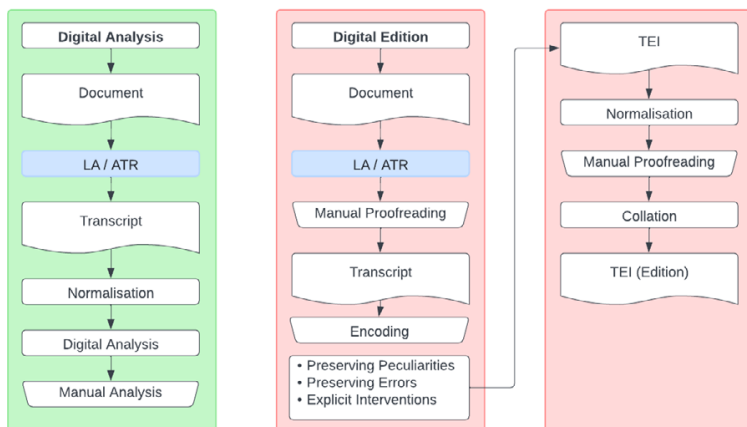 Digital Analysis
Document
LA / ATR
Transcript
Normalisation
Digital Analysis
Manual Analysis
Digital Edition
Document
LA / ATR
Manual Proofreading
Transcript
Encoding
• Preserving Peculiarities
• Preserving Errors
• Explicit Interventions
TEI
Normalisation
Manual Proofreading
Collation
TEI (Edition)